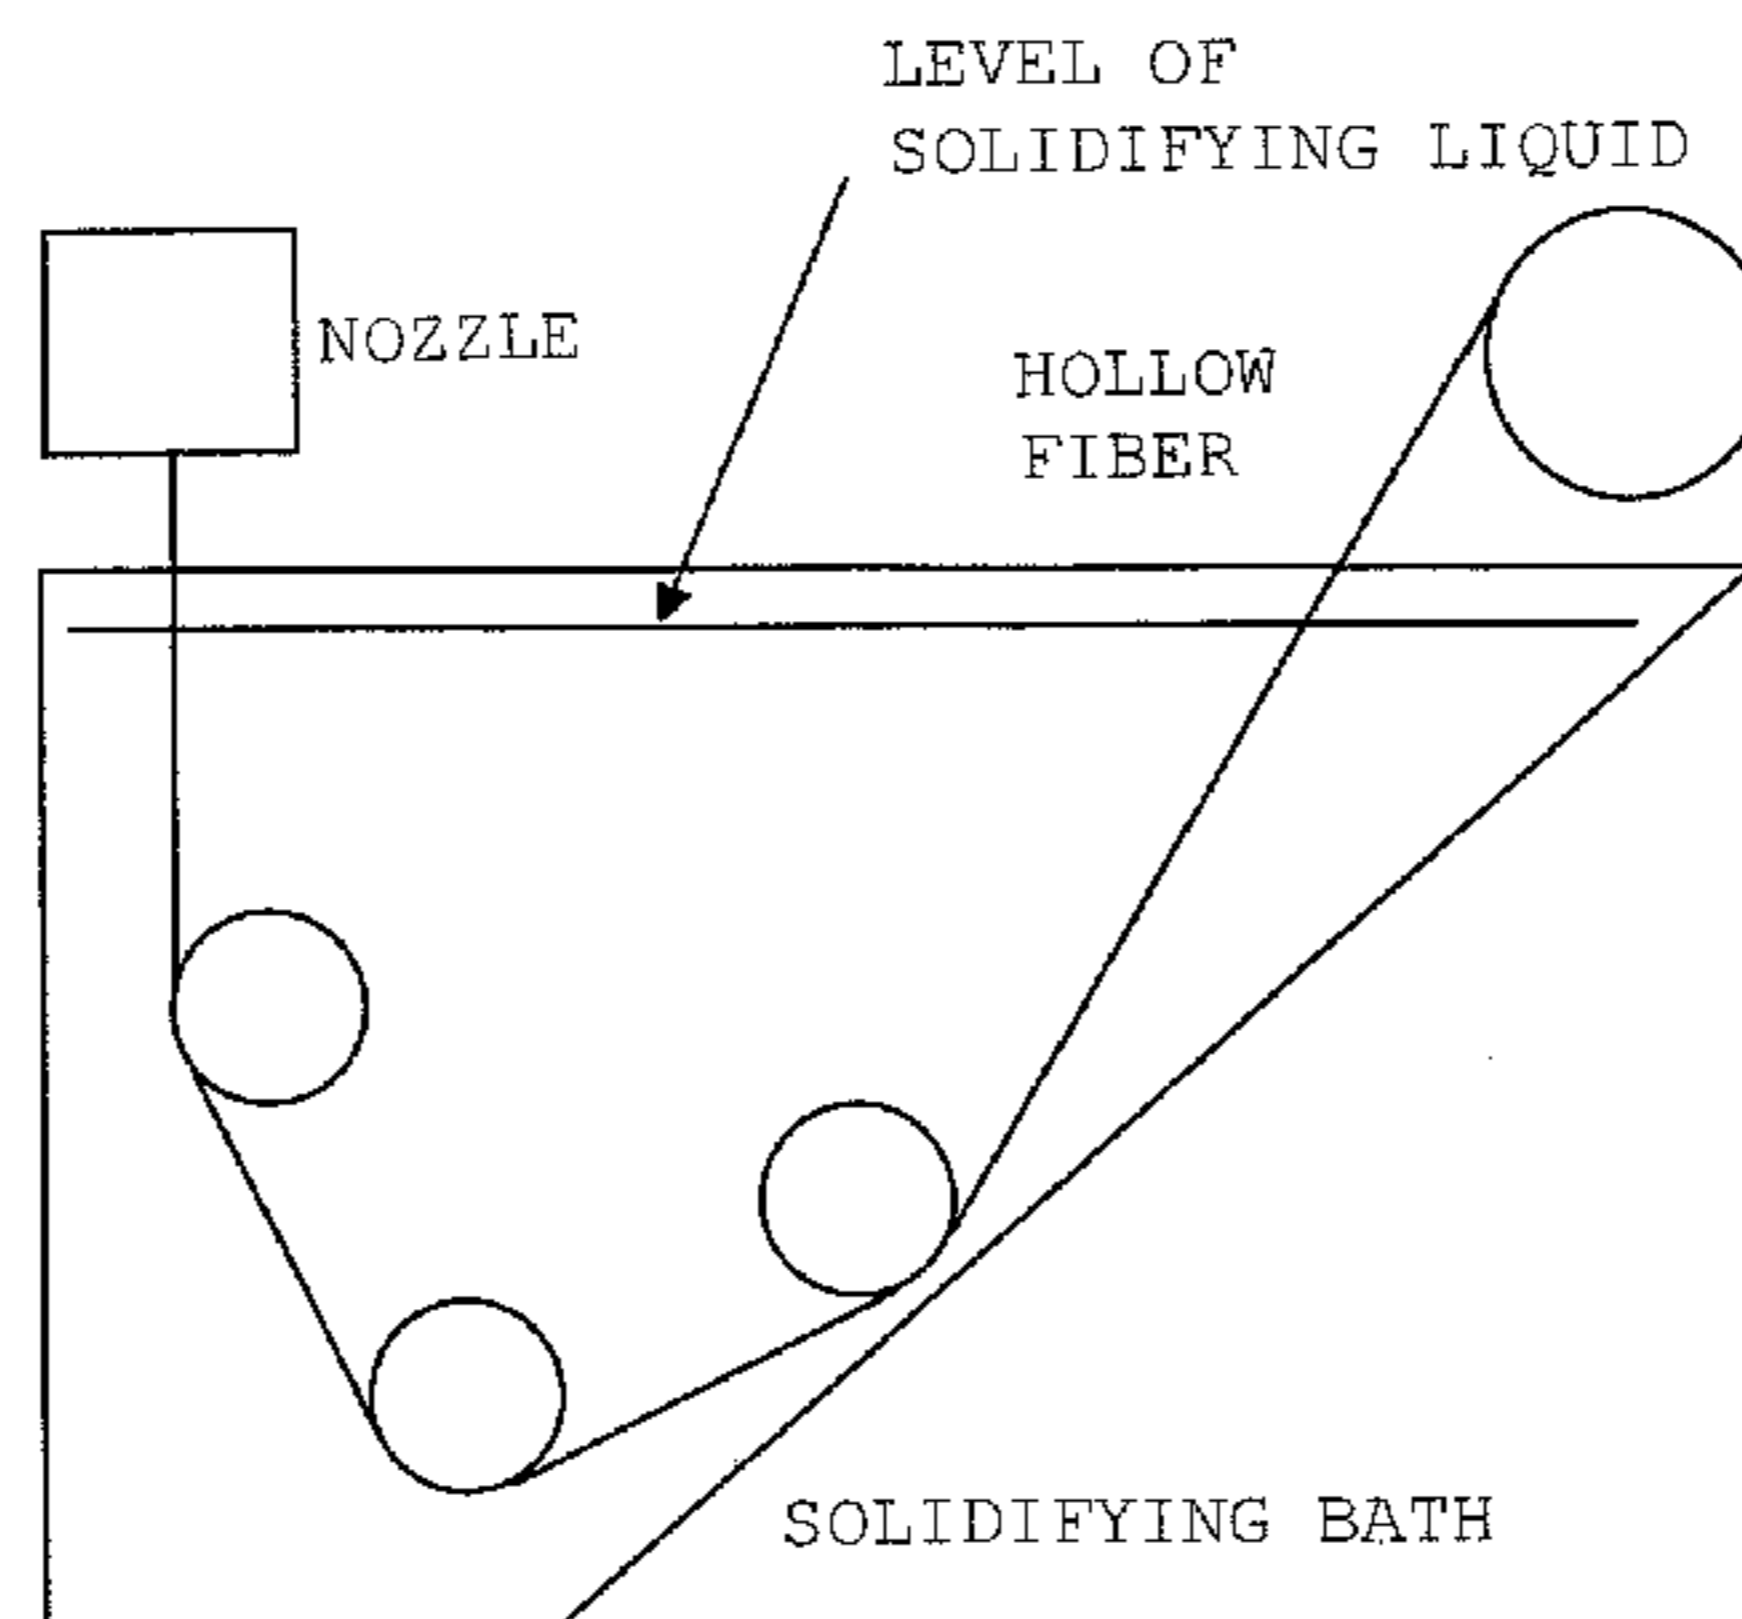 LEVEL OF
SOLIDIFYING LIQUID
NOZZLE
HOLLOW
FIBER
SOLIDIFYING BATH